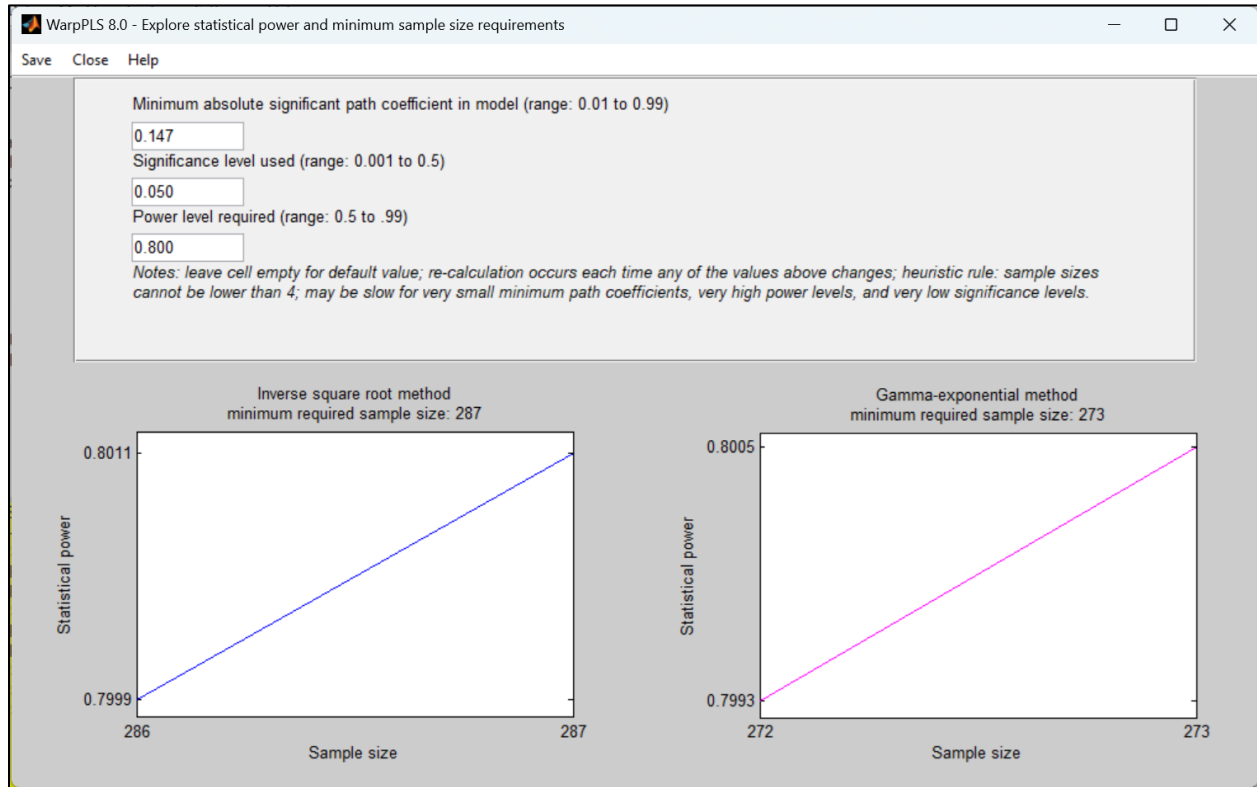 WarpPLS 8.0 - Explore statistical power and minimum sample size requirements
Save Close Help
Minimum absolute significant path coefficient in model (range: 0.01 to 0.99)
0.147
Significance level used (range: 0.001 to 0.5)
0.050
Power level required (range: 0.5 to .99)
0.800
Notes: leave cell empty for default value; re-calculation occurs each time any of the values above changes; heuristic rule: sample sizes
cannot be lower than 4; may be slow for very small minimum path coefficients, very high power levels, and very low significance levels.
Inverse square root method
minimum required sample size: 287
0.8011
Statistical power
0.7999
286 287
Sample size
Gamma-exponential method
minimum required sample size: 273
0.8005
Statistical power
0.7993
272 273
Sample size